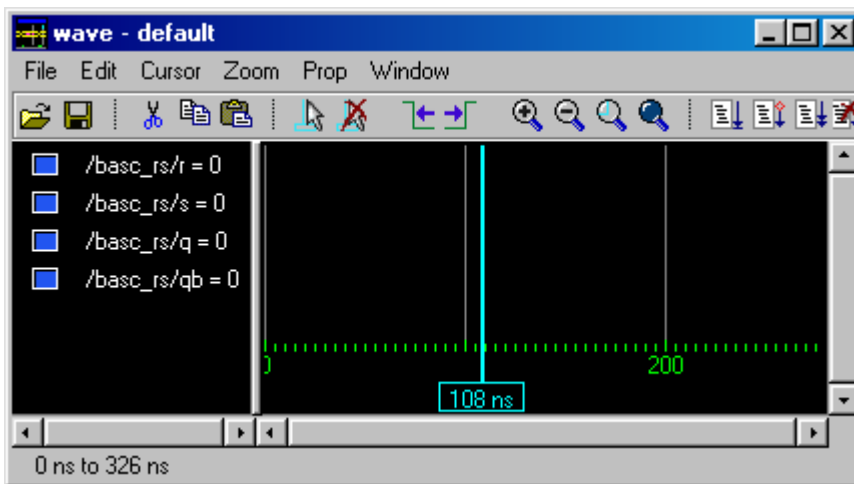 wave - default
File Edit Cursor Zoom Prop Window
/basc_rs/r = 0
/basc_rs/s = 0
/basc_rs/q = 0
/basc_rs/qb = 0
200
108 ns
0 ns to 326 ns